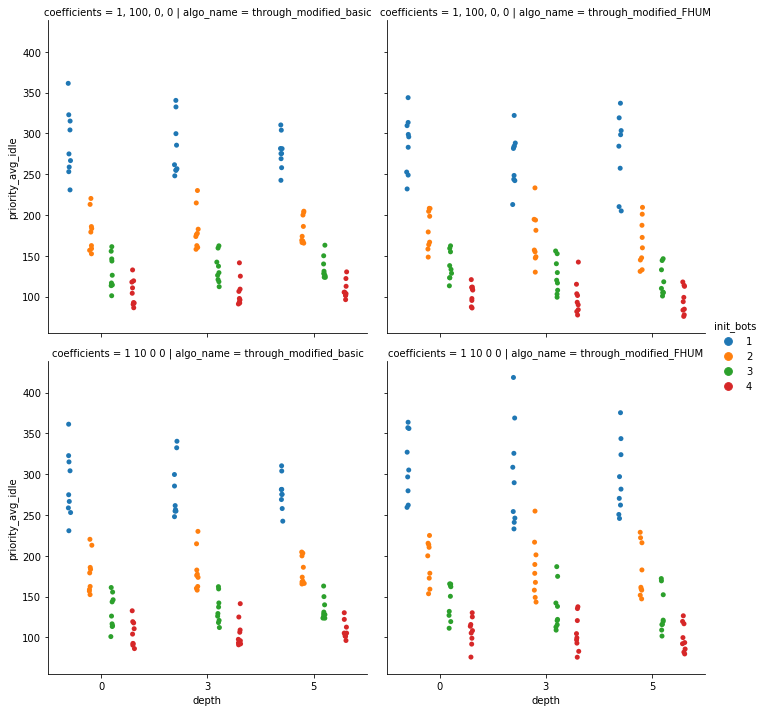 coefficients = 1, 100, 0, 0 | algo_name = through_modified_basic
coefficients = 1, 100, 0, 0 | algo_name = through_modified_FHUM
400
350
300
250
200
150
100
priority_avg_idle
init_bots
1
2
3
4
coefficients = 1 10 0 0 | algo_name = through_modified_basic
coefficients = 1 10 0 0 | algo_name = through_modified_FHUM
400
350
300
250
200
150
100
priority_avg_idle
0 3 5
depth
0 3 5
depth